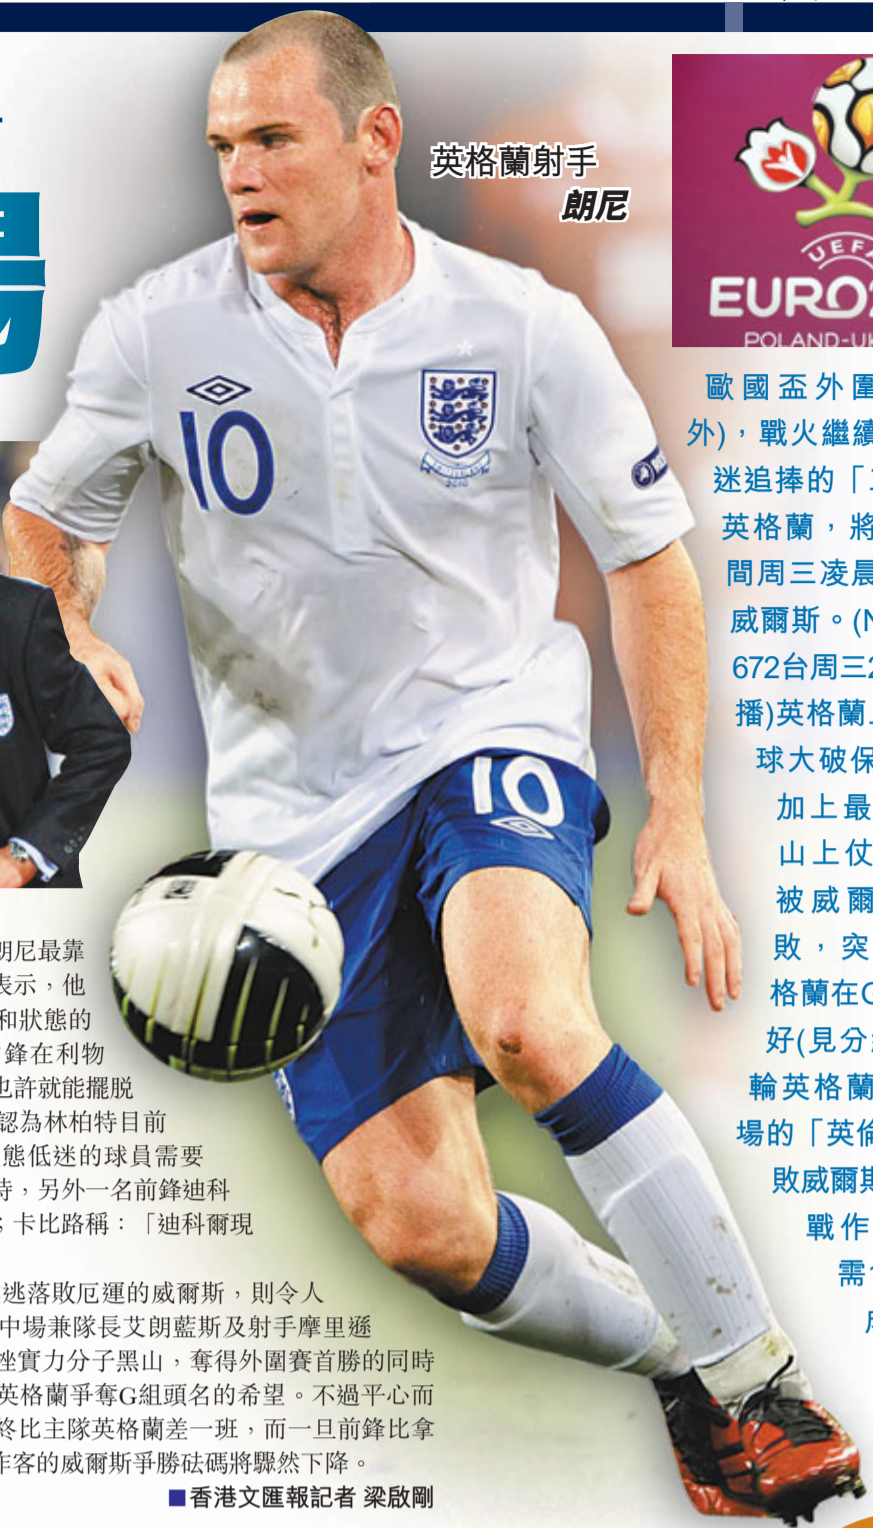 英格蘭射手
朗尼
10
SWITZERLAND
2010
10
UEFA
EURO2
POLAND-UK
歐國盃外圍
外)，戰火繼續
迷追捧的「三
英格蘭，將
間周三凌晨
威爾斯。(N
672台周三2
播)英格蘭上
球大破保
加上最
山上仗
被威爾
敗，突
格蘭在G
好(見分組
輪英格蘭
場的「英倫
敗威爾斯
戰作
需
朗尼最靠
表示，他
和狀態的
鋒在利物
也許就能擺脫
認為林柏特目前
態低迷的球員需要
時，另外一名前鋒迪科
；卡比路稱：「迪科爾現
逃落敗厄運的威爾斯，則令人
中場兼隊長艾朗藍斯及射手摩里遜
挫實力分子黑山，奪得外圍賽首勝的同時
英格蘭爭奪G組頭名的希望。不過平心而
終比主隊英格蘭差一班，而一旦前鋒比拿
作客的威爾斯爭勝砝碼將驟然下降。
■香港文匯報記者 梁啟剛